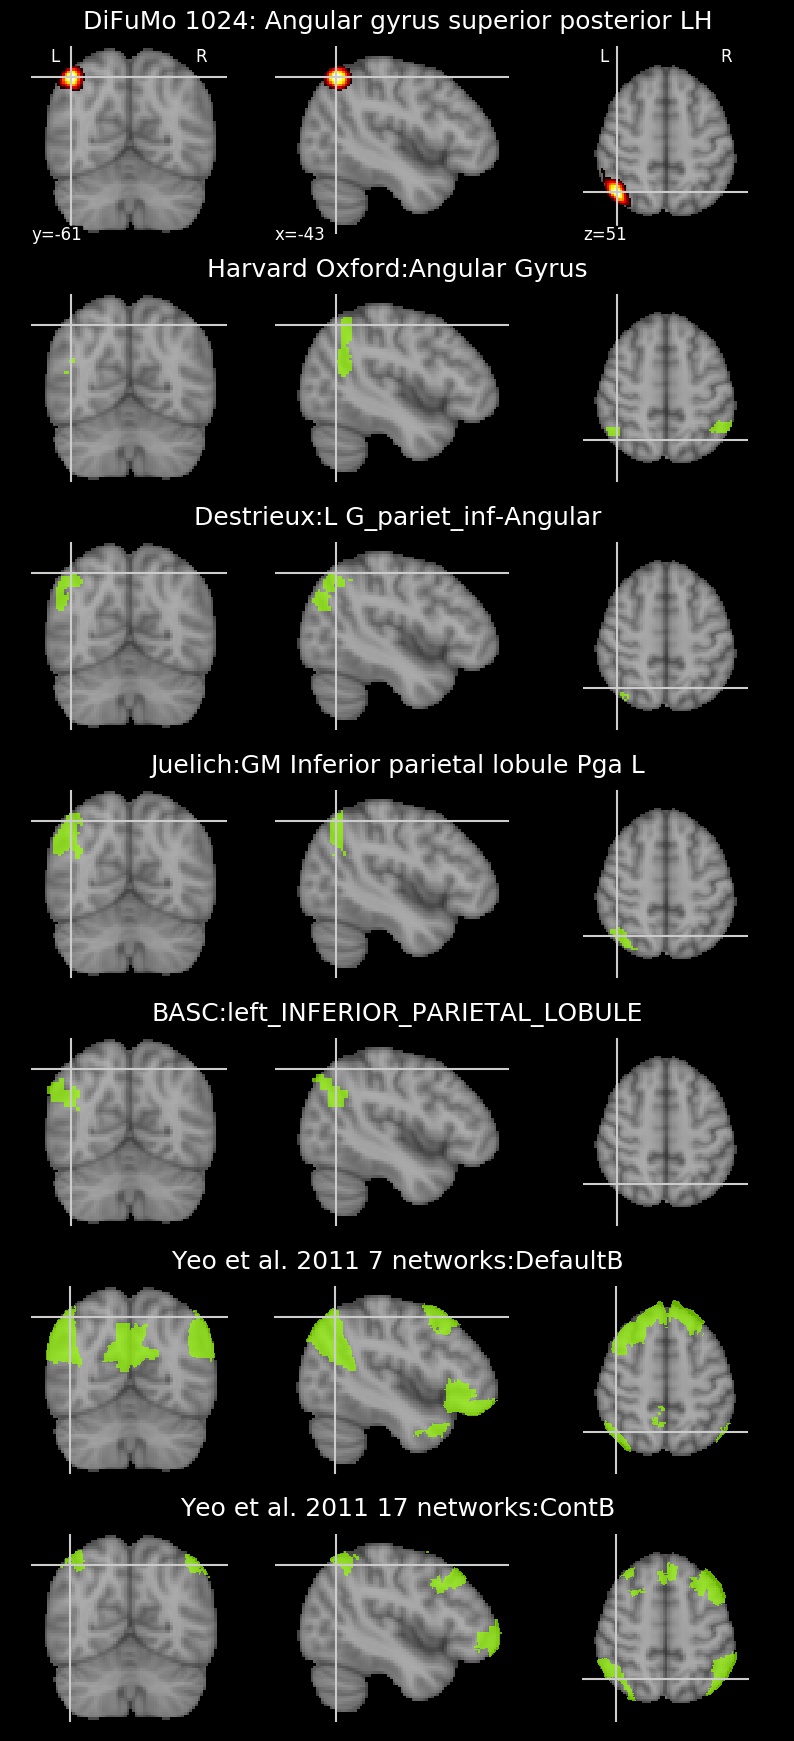 DiFuMo 1024: Angular gyrus superior posterior LH
L R L R
y=-61 x=-43 z=51
Harvard Oxford:Angular Gyrus
Destrieux:L G_pariet_inf-Angular
Juelich:GM Inferior parietal lobule Pga L
BASC:left_INFERIOR_PARIETAL_LOBULE
Yeo et al. 2011 7 networks:DefaultB
Yeo et al. 2011 17 networks:ContB